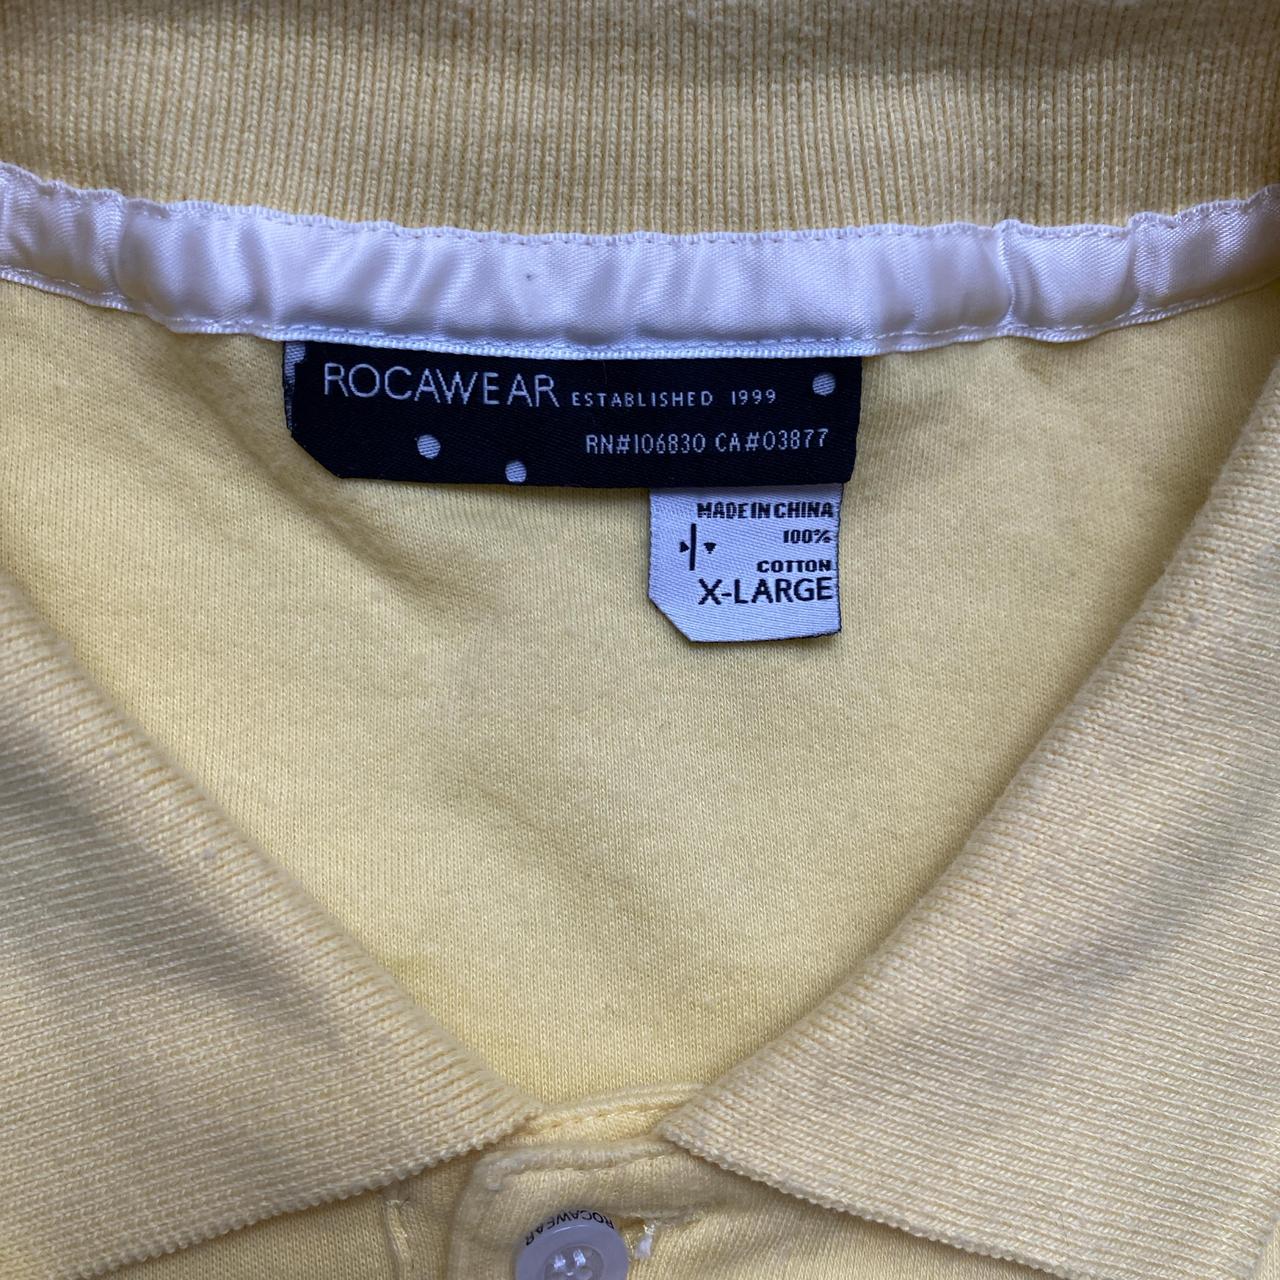 ROCAWEAR ESTABLISHED 1999
RN#106830 CA#03877
MADE IN CHINA
100%
COTTON
X-LARGE
ROCAWEAR